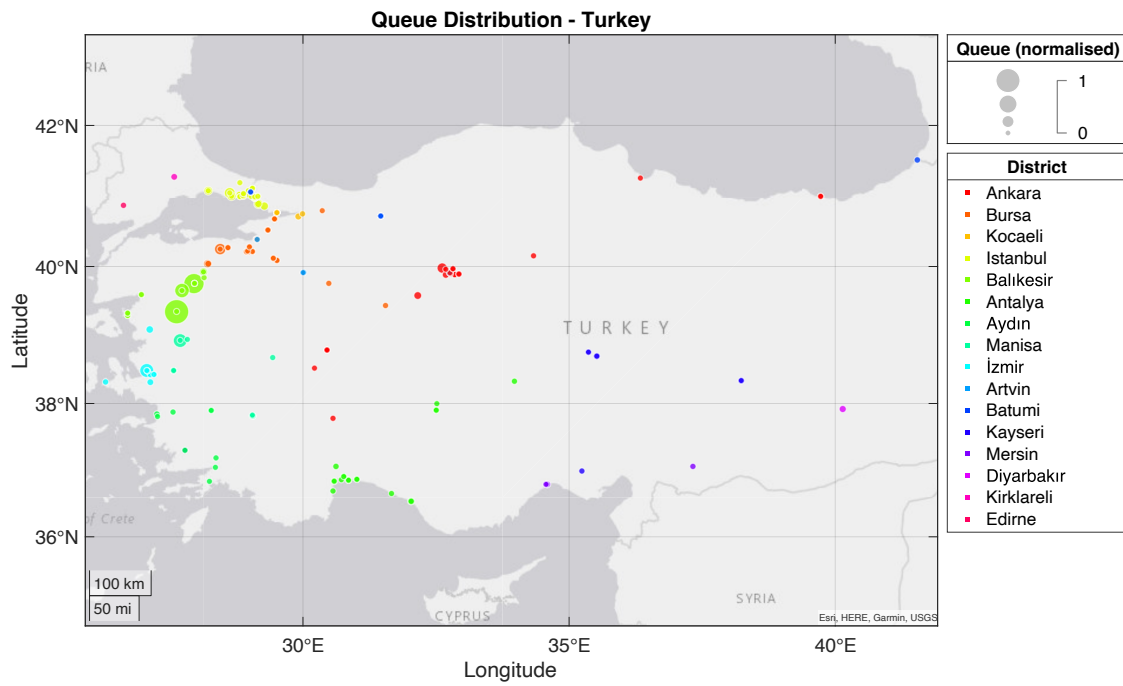 Queue Distribution - Turkey
RIA
42°N
40°N
38°N
36°N
Latitude
TURKEY
of Crete
CYPRUS
SYRIA
100 km
50 mi
Esri, HERE, Garmin, USGS
30°E
35°E
40°E
Longitude
Queue (normalised)
1
0
District
Ankara
Bursa
Kocaeli
Istanbul
Balıkesir
Antalya
Aydın
Manisa
İzmir
Artvin
Batumi
Kayseri
Mersin
Diyarbakır
Kirklareli
Edirne